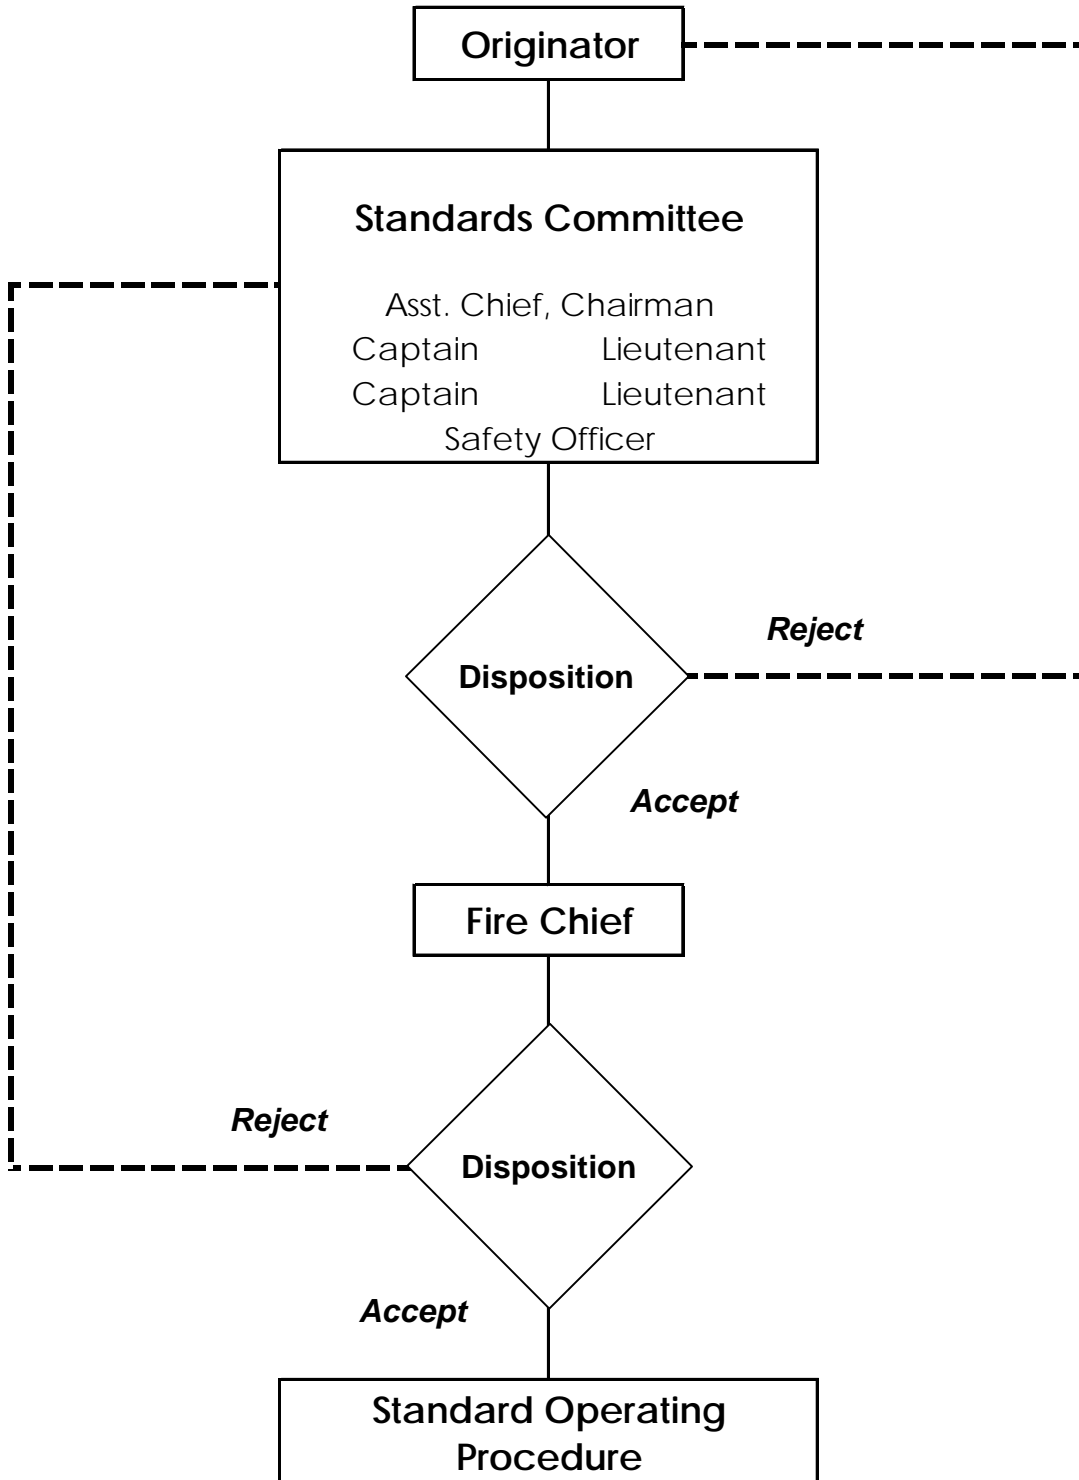 Originator
Standards Committee
Asst. Chief, Chairman
Captain Lieutenant
Captain Lieutenant
Safety Officer
Reject
Disposition
Accept
Fire Chief
Reject
Disposition
Accept
Standard Operating
Procedure